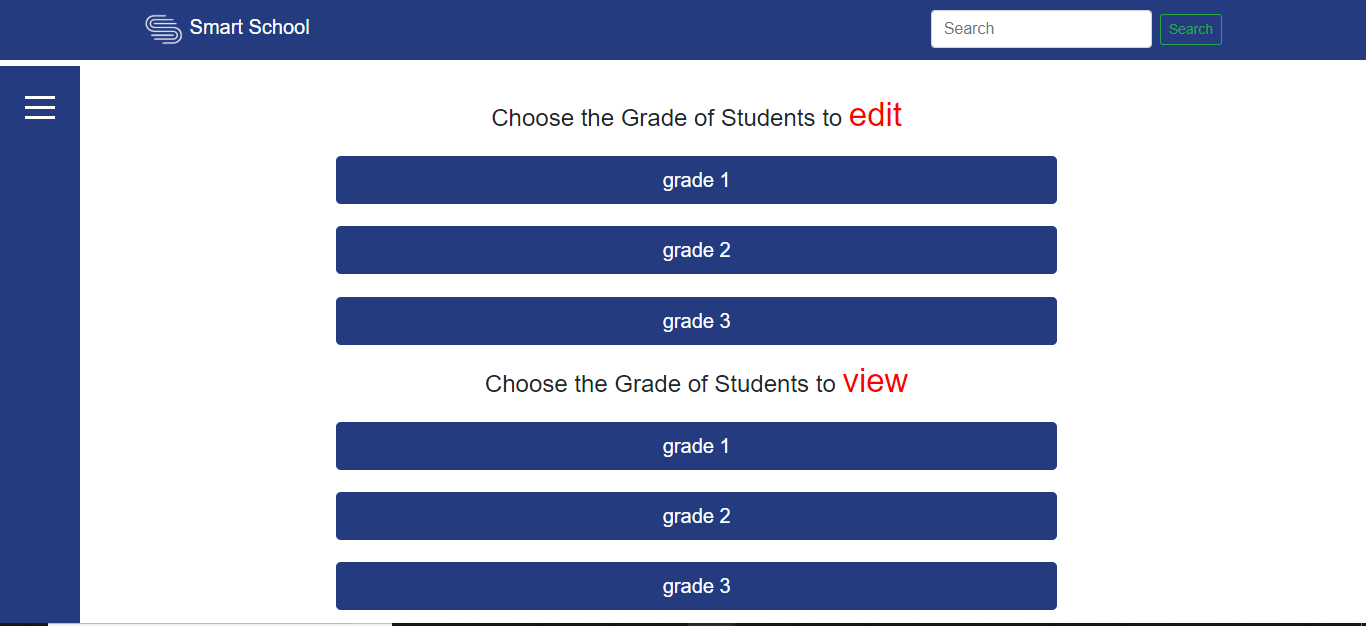 Smart School
Search
Search
Choose the Grade of Students to edit
grade 1
grade 2
grade 3
Choose the Grade of Students to view
grade 1
grade 2
grade 3